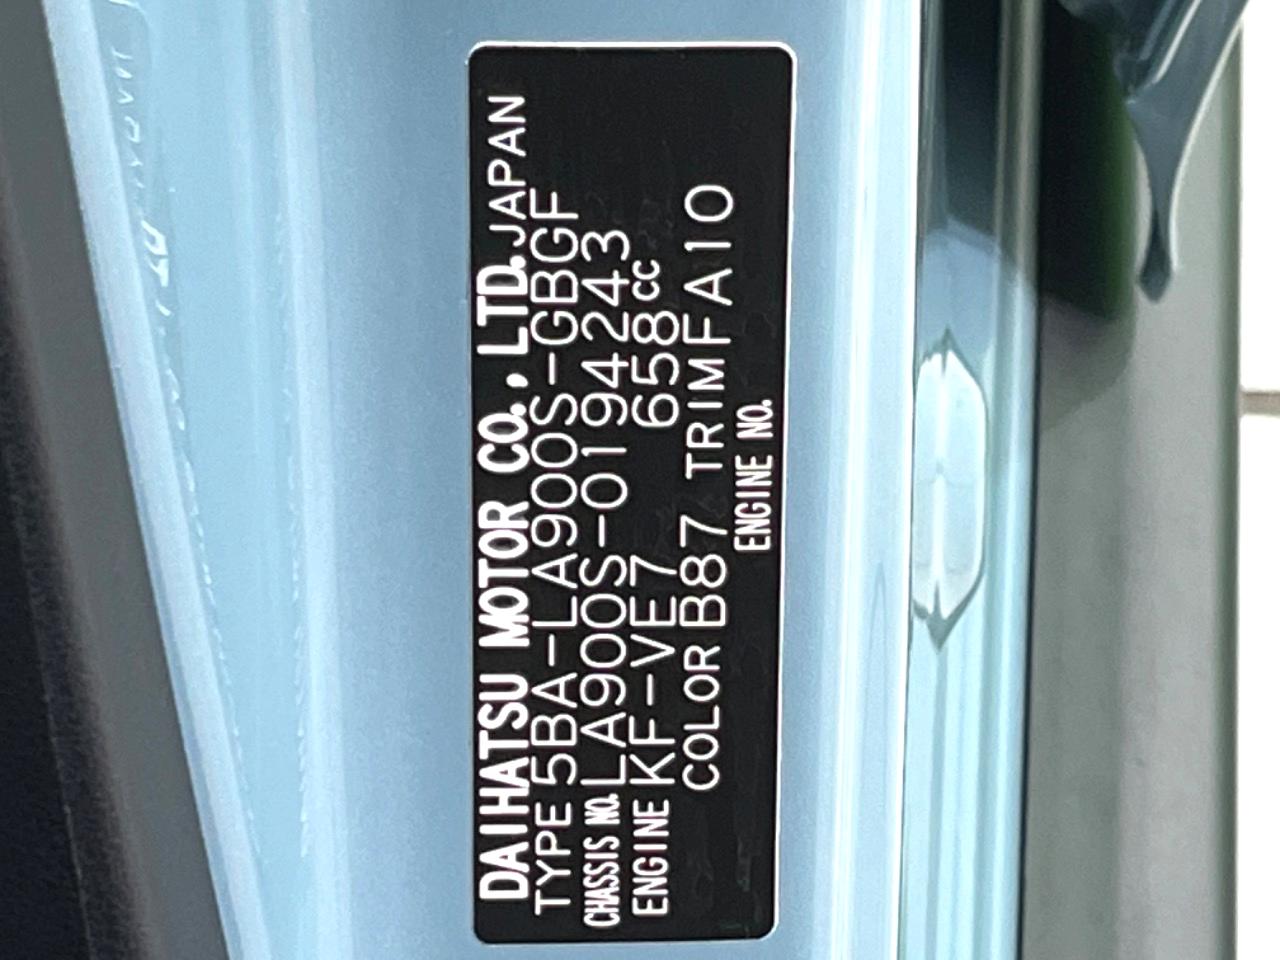 DAIHATSU MOTOR CO., LTD. JAPAN
TYPE 5BA-LA900S-GBGF
CHASSIS NO. LA900S-0194243
ENGINE KF-VE7 658cc
COLOR B87 TRIM FA10
ENGINE NO.